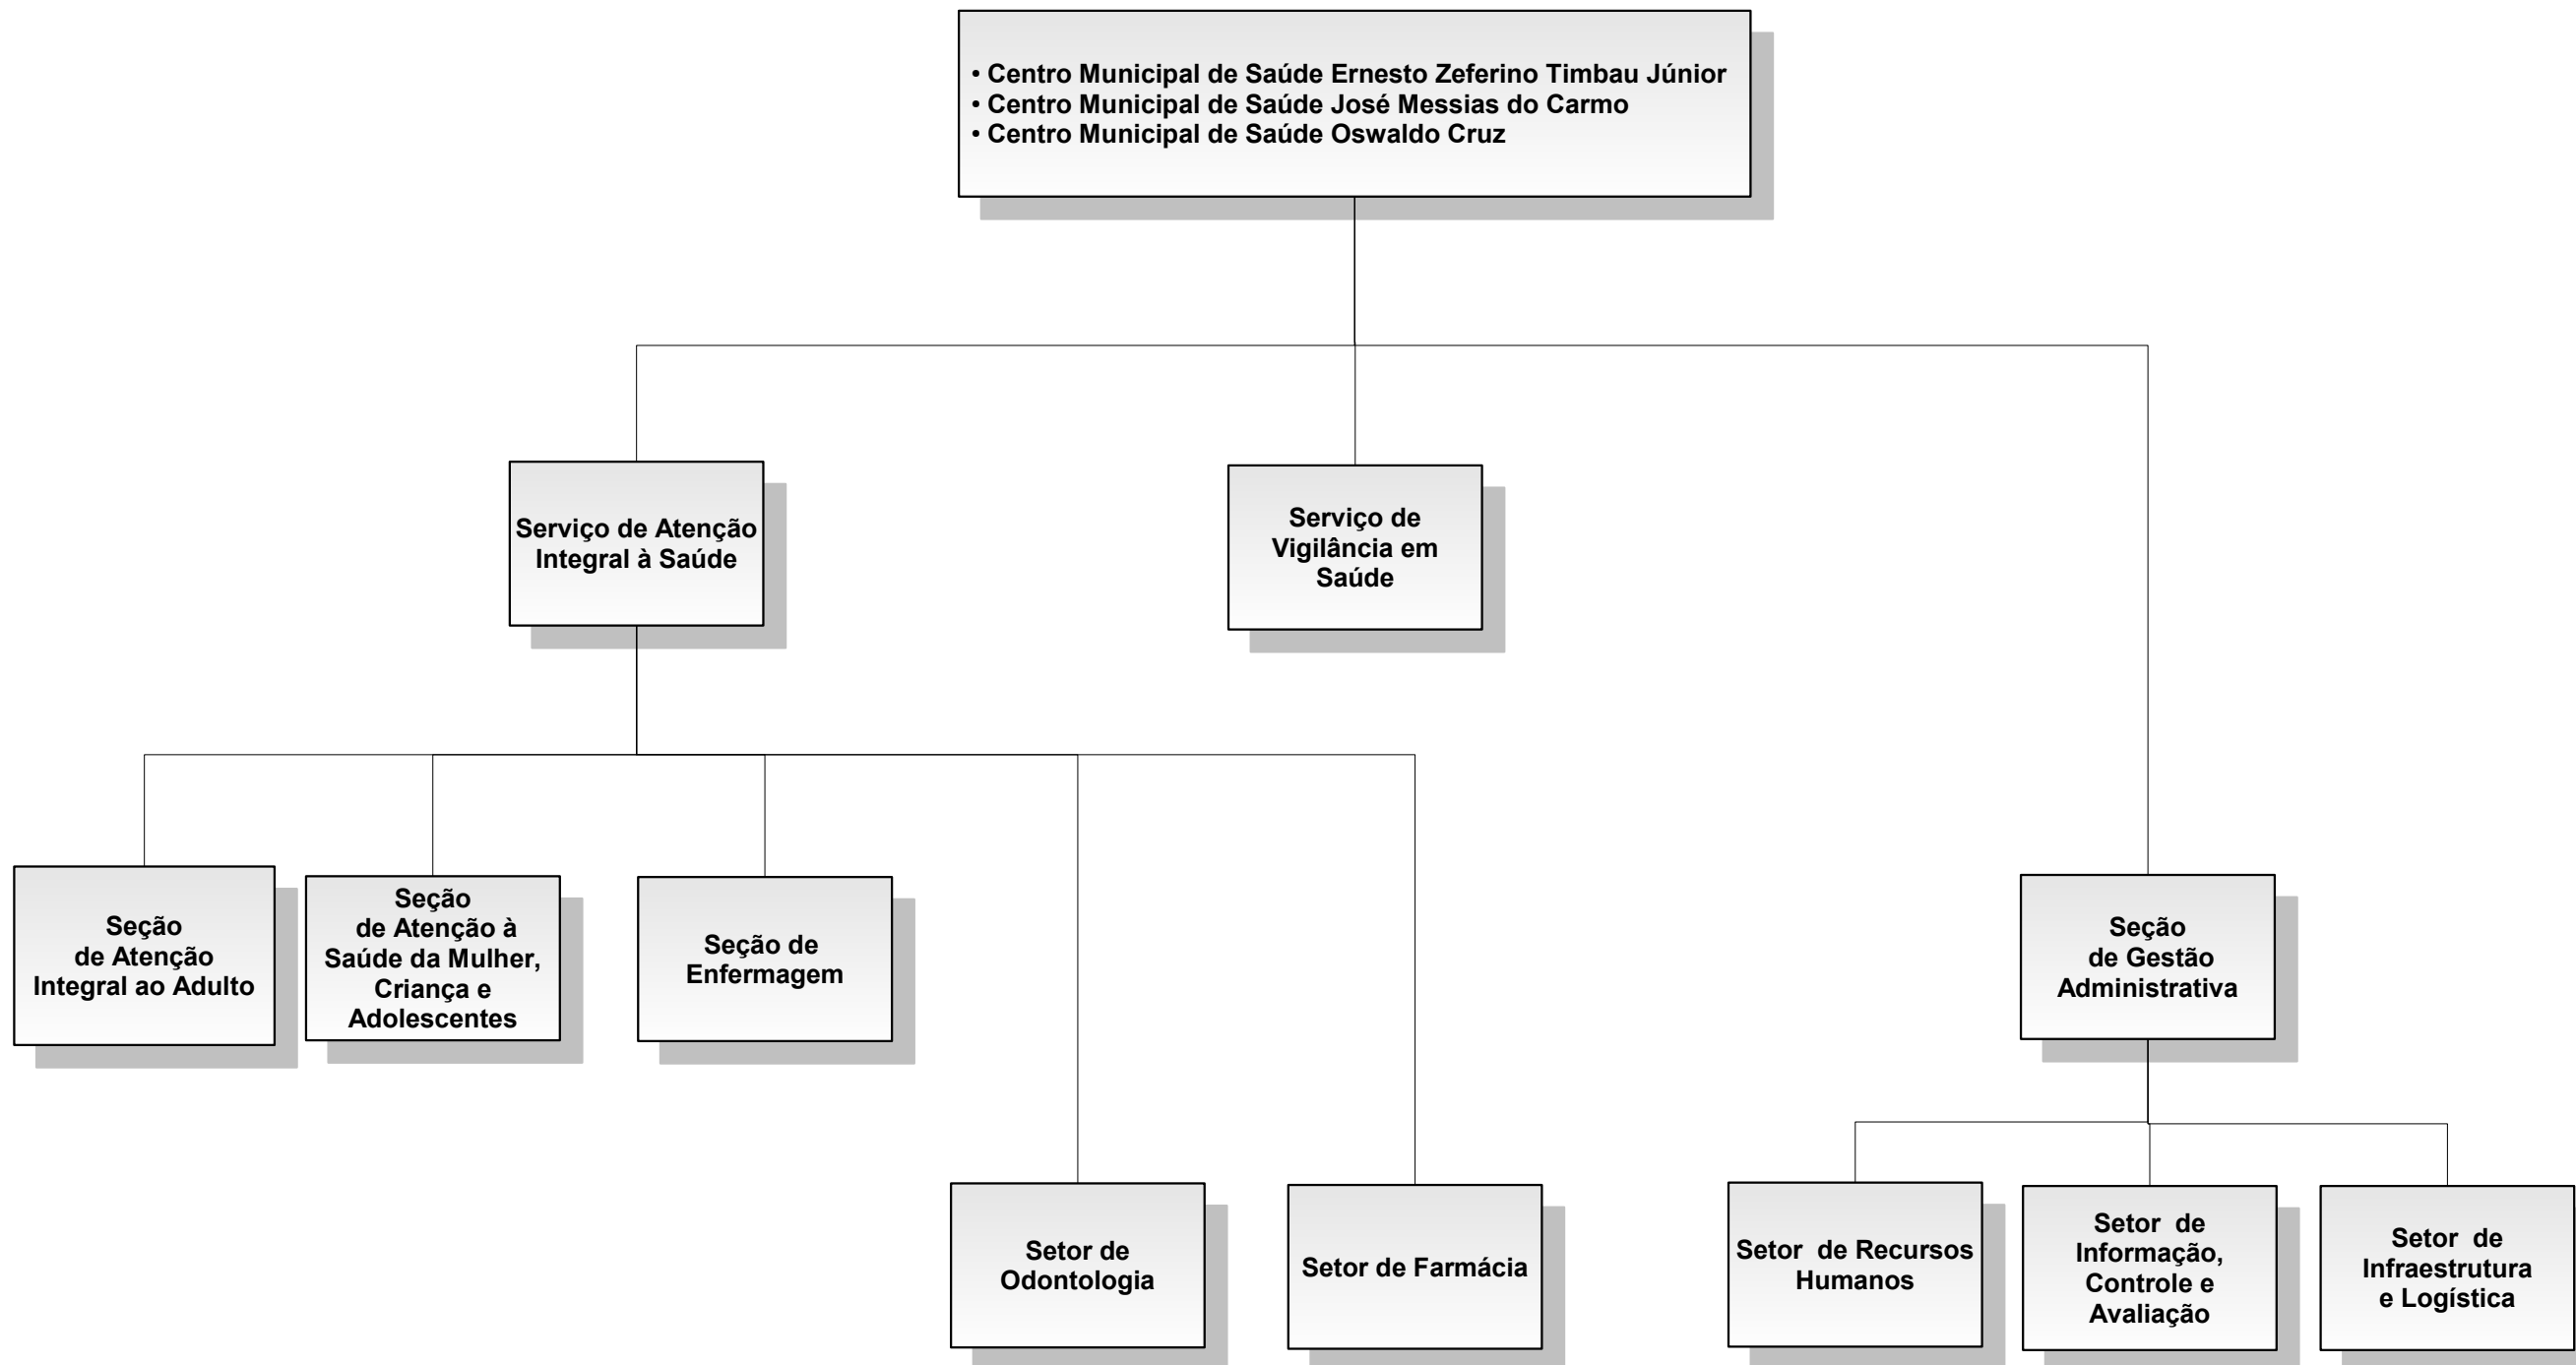 • Centro Municipal de Saúde Ernesto Zeferino Timbau Júnior
• Centro Municipal de Saúde José Messias do Carmo
• Centro Municipal de Saúde Oswaldo Cruz
Serviço de Atenção
Integral à Saúde
Serviço de
Vigilância em
Saúde
Seção
de Atenção
Integral ao Adulto
Seção
de Atenção à
Saúde da Mulher,
Criança e
Adolescentes
Seção de
Enfermagem
Seção
de Gestão
Administrativa
Setor de
Odontologia
Setor de Farmácia
Setor de Recursos
Humanos
Setor de
Informação,
Controle e
Avaliação
Setor de
Infraestrutura
e Logística